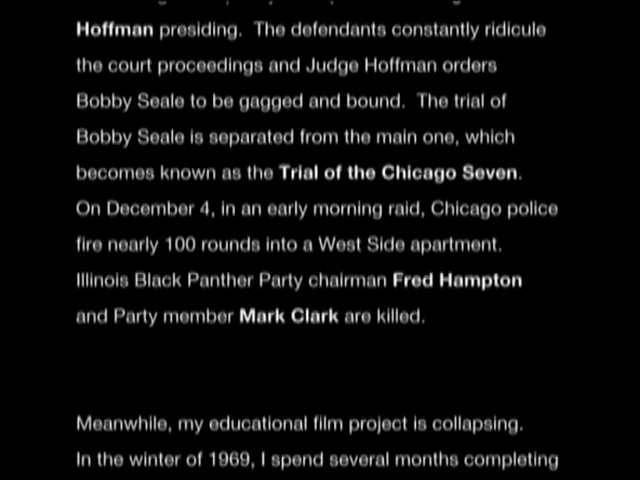 Hoffman presiding. The defendants constantly ridicule
the court proceedings and Judge Hoffman orders
Bobby Seale to be gagged and bound. The trial of
Bobby Seale is separated from the main one, which
becomes known as the Trial of the Chicago Seven.
On December 4, in an early morning raid, Chicago police
fire nearly 100 rounds into a West Side apartment.
Illinois Black Panther Party chairman Fred Hampton
and Party member Mark Clark are killed.
Meanwhile, my educational film project is collapsing.
In the winter of 1969, I spend several months completing